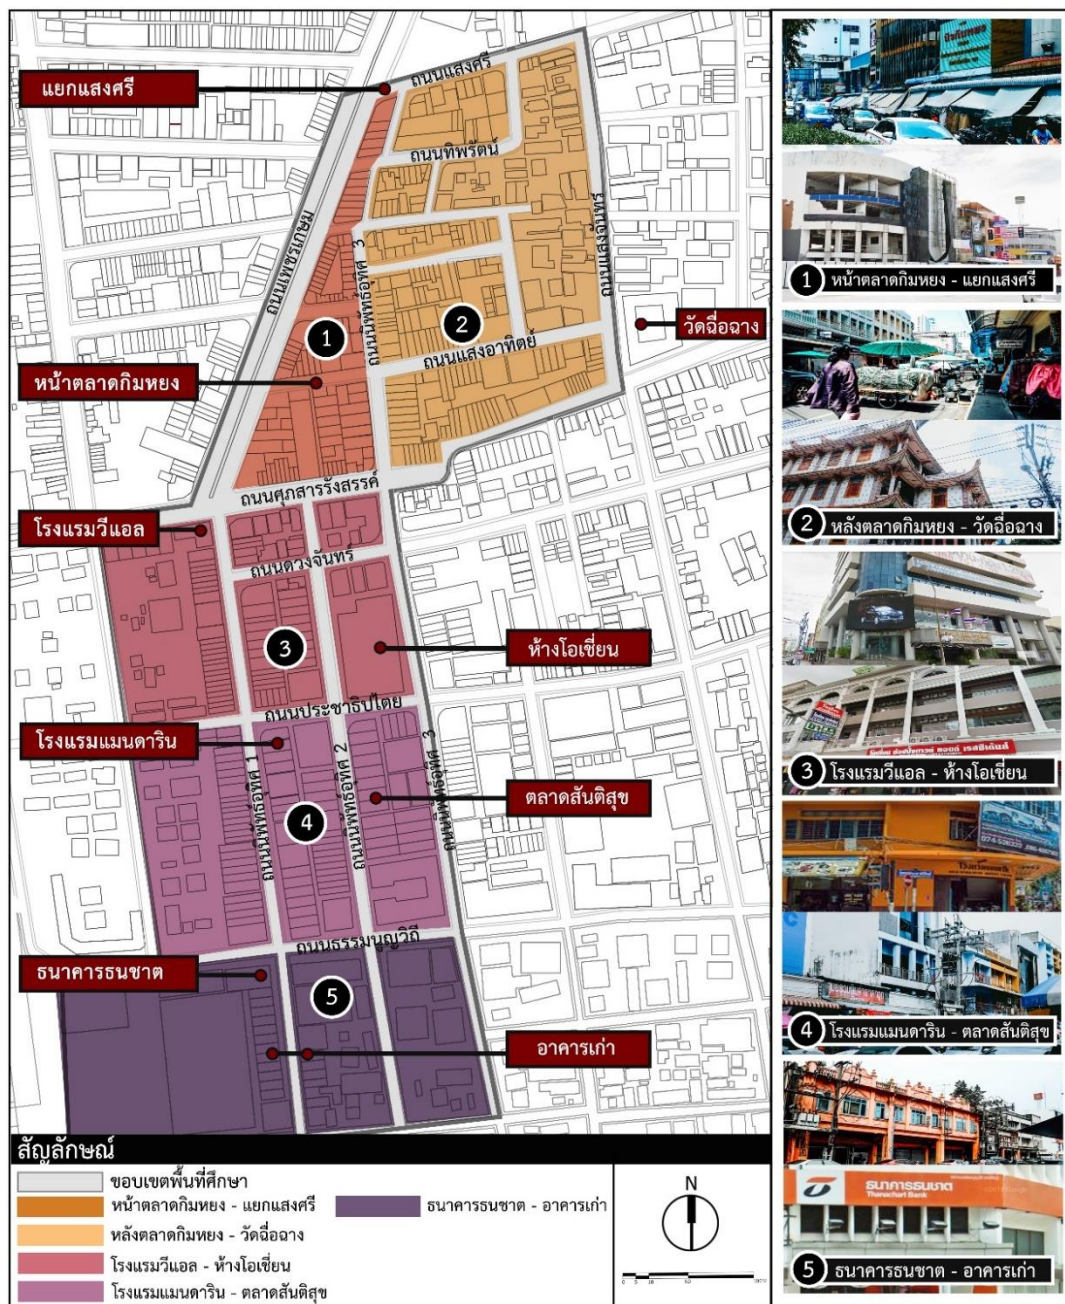 แยกแสงศรี
ถนนแสงศรี
ถนนทิพรัตน์
ถนนเพชรเกษม
ถนนนิพัทธ์อุทิศ 3
ถนนแสงจันทร์
1
2
วัดฉื่อฉาง
ถนนแสงอาทิตย์
หน้าตลาดกิมหยง
ถนนศุภสารรังสรรค์
โรงแรมวีแอล
ถนนดวงจันทร์
3
ห้างโอเชี่ยน
ถนนประชาธิปไตย
โรงแรมแมนดาริน
ถนนนิพัทธ์อุทิศ 1
ถนนนิพัทธ์อุทิศ 2
ถนนนิพัทธ์อุทิศ 3
ตลาดสันติสุข
4
ถนนธรรมนูญวิถี
ธนาคารธนชาต
5
อาคารเก่า
1 หน้าตลาดกิมหยง - แยกแสงศรี
2 หลังตลาดกิมหยง - วัดฉื่อฉาง
3 โรงแรมวีแอล - ห้างโอเชี่ยน
4 โรงแรมแมนดาริน - ตลาดสันติสุข
ธนาคารธนชาต
Thanachart Bank
5 ธนาคารธนชาต - อาคารเก่า
สัญลักษณ์
ขอบเขตพื้นที่ศึกษา
หน้าตลาดกิมหยง - แยกแสงศรี
ธนาคารธนชาต - อาคารเก่า
หลังตลาดกิมหยง - วัดฉื่อฉาง
โรงแรมวีแอล - ห้างโอเชี่ยน
โรงแรมแมนดาริน - ตลาดสันติสุข
N